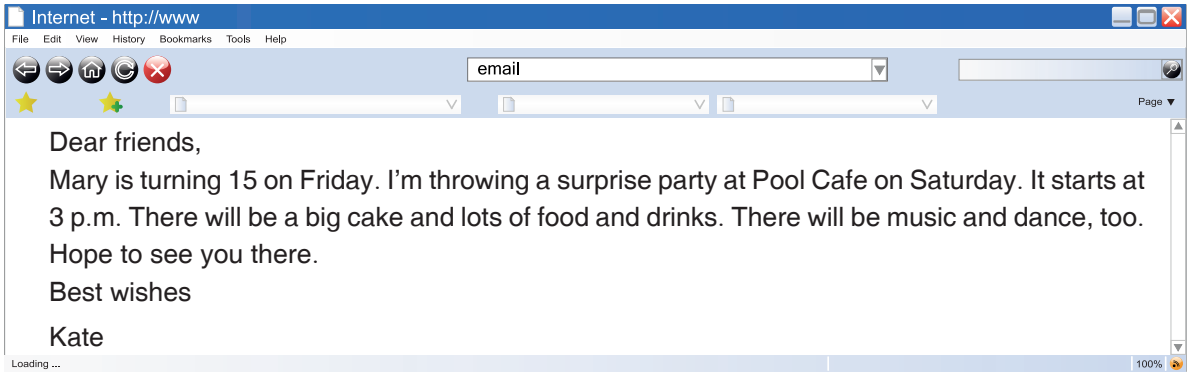 Internet - http://www
File Edit View History Bookmarks Tools Help
email
Page
Dear friends,
Mary is turning 15 on Friday. I'm throwing a surprise party at Pool Cafe on Saturday. It starts at
3 p.m. There will be a big cake and lots of food and drinks. There will be music and dance, too.
Hope to see you there.
Best wishes
Kate
Loading ... 100%